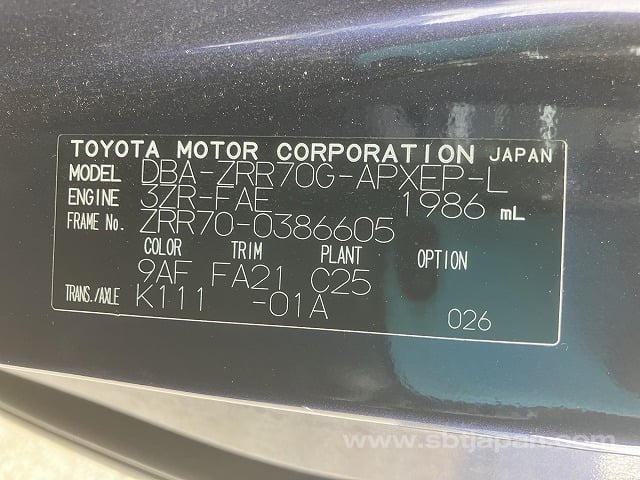 TOYOTA MOTOR CORPORATION JAPAN
MODEL DBA-ZRR70G-APXEP-L
ENGINE 3ZR-FAE 1986 mL
FRAME No. ZRR70-0386605
COLOR TRIM PLANT OPTION
9AF FA21 C25
TRANS./AXLE K111 -01A
026
www.sbtjapan.com